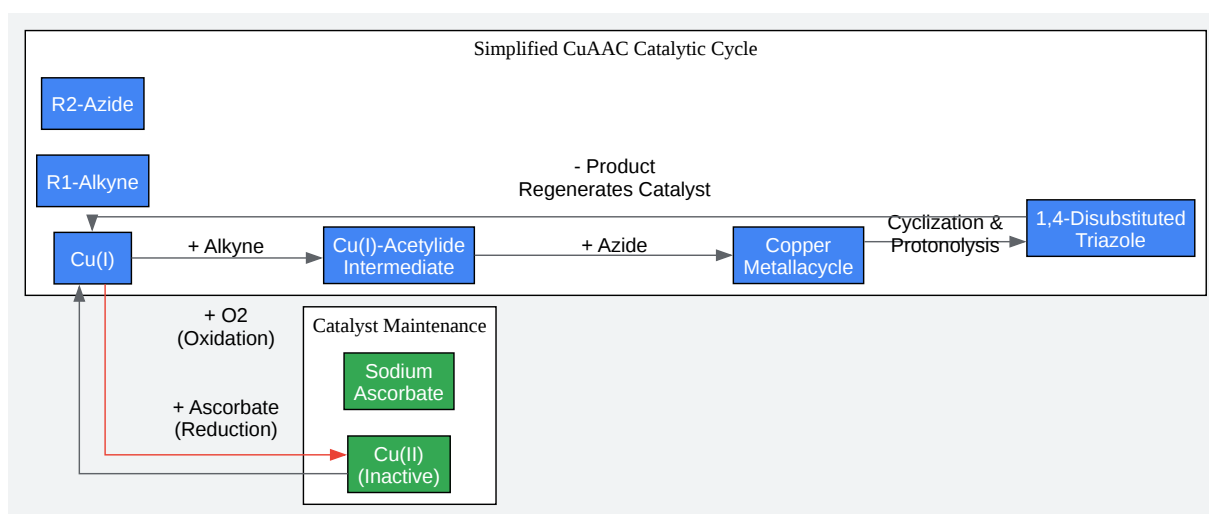 Simplified CuAAC Catalytic Cycle
R2-Azide
R1-Alkyne
- Product
Regenerates Catalyst
Cu(I)
+ Alkyne
Cu(I)-Acetylide
Intermediate
+ Azide
Copper
Metallacycle
Cyclization &
Protonolysis
1,4-Disubstituted
Triazole
+ O2
(Oxidation)
Catalyst Maintenance
Sodium
Ascorbate
+ Ascorbate
(Reduction)
Cu(II)
(Inactive)